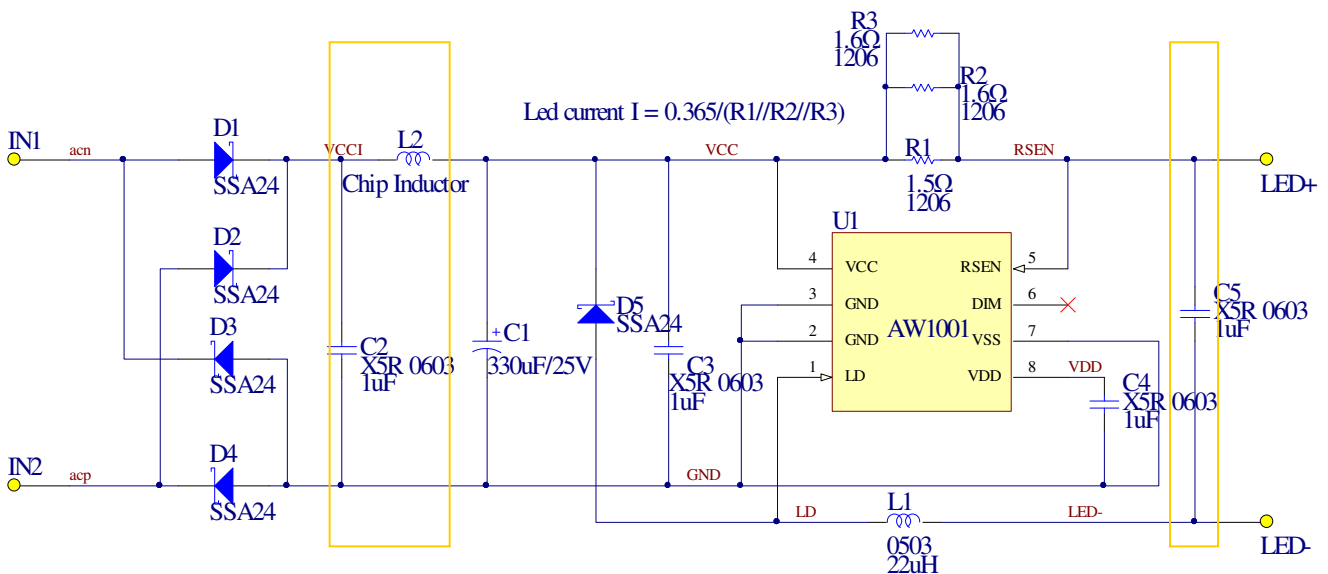 R3
1.6Ω
1206
R2
1.6Ω
1206
Led current I = 0.365/(R1//R2//R3)
IN1
acn
D1
SSA24
VCCI
L2
Chip Inductor
VCC
R1
1.5Ω
1206
RSEN
LED+
D2
SSA24
U1
4
VCC
RSEN
5
3
GND
DIM
6
AW1001
2
GND
VSS
7
1
LD
VDD
8
VDD
D3
SSA24
C2
X5R 0603
1uF
+
C1
330uF/25V
D5
SSA24
C3
X5R 0603
1uF
C4
X5R 0603
1uF
C5
X5R 0603
1uF
IN2
acp
D4
SSA24
GND
LD
L1
0503
22uH
LED-
LED-